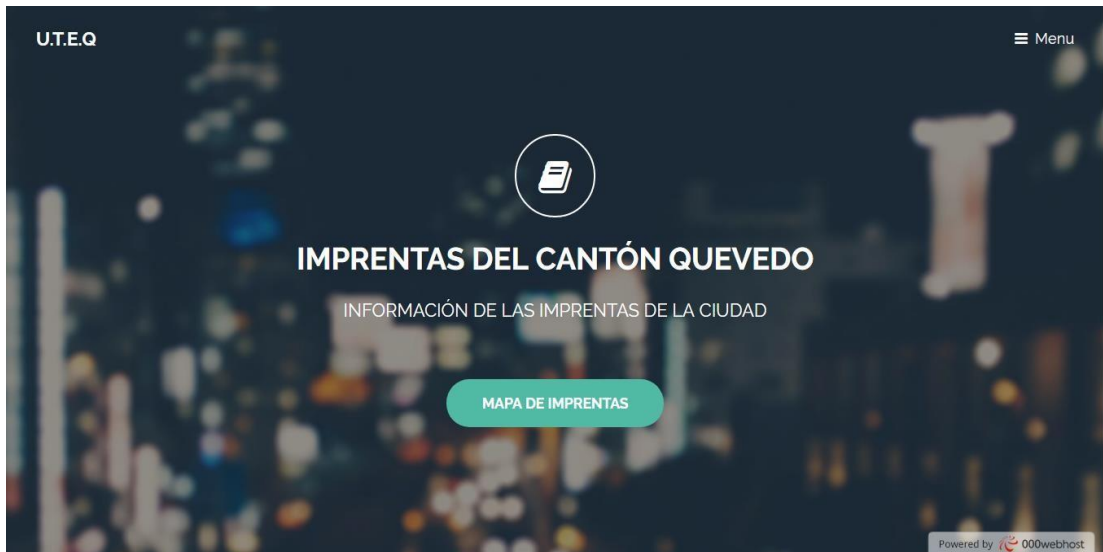 U.T.E.Q
Menu
IMPRENTAS DEL CANTÓN QUEVEDO
INFORMACIÓN DE LAS IMPRENTAS DE LA CIUDAD
MAPA DE IMPRENTAS
Powered by 000webhost